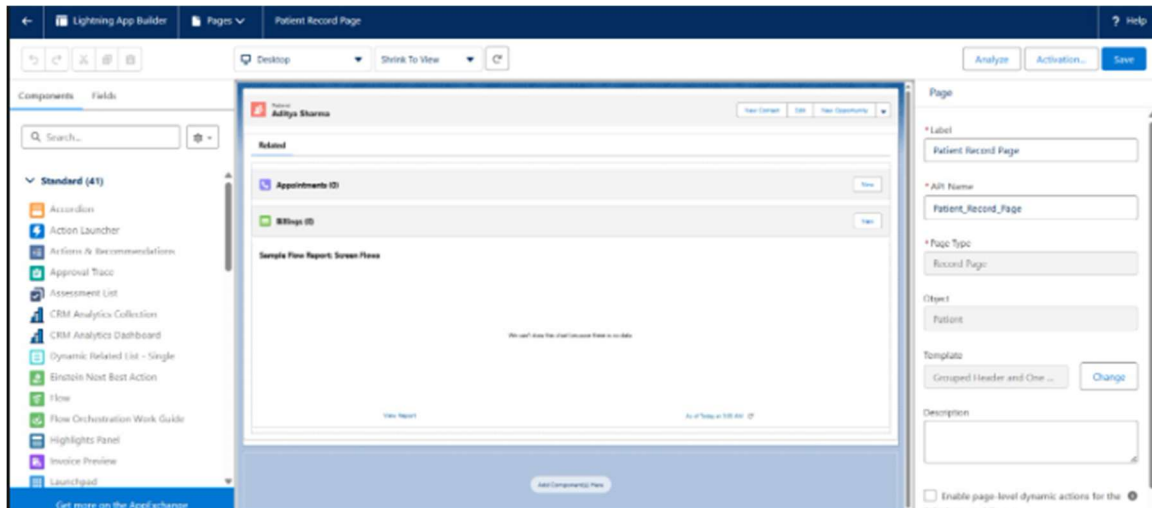 Lightning App Builder
Pages
Patient Record Page
? Help
Desktop
Shrink To View
Analyze
Activation...
Save
Components
Fields
Search...
Standard (41)
Accordion
Action Launcher
Actions & Recommendations
Approval Trace
Assessment List
CRM Analytics Collection
CRM Analytics Dashboard
Dynamic Related List - Single
Einstein Next Best Action
Flow
Flow Orchestration Work Guide
Highlights Panel
Invoice Preview
Launchpad
Get more on the AppExchange
Patient
Aditya Sharma
New Contact
Edit
New Opportunity
Related
Appointments (0)
New
Billings (0)
New
Sample Flow Report: Screen Flows
We can't draw this chart because there is no data.
View Report
Add Component(s) Here
Page
*Label
Patient Record Page
*API Name
Patient_Record_Page
*Page Type
Record Page
Object
Patient
Template
Grouped Header and One ...
Change
Description
Enable page-level dynamic actions for the